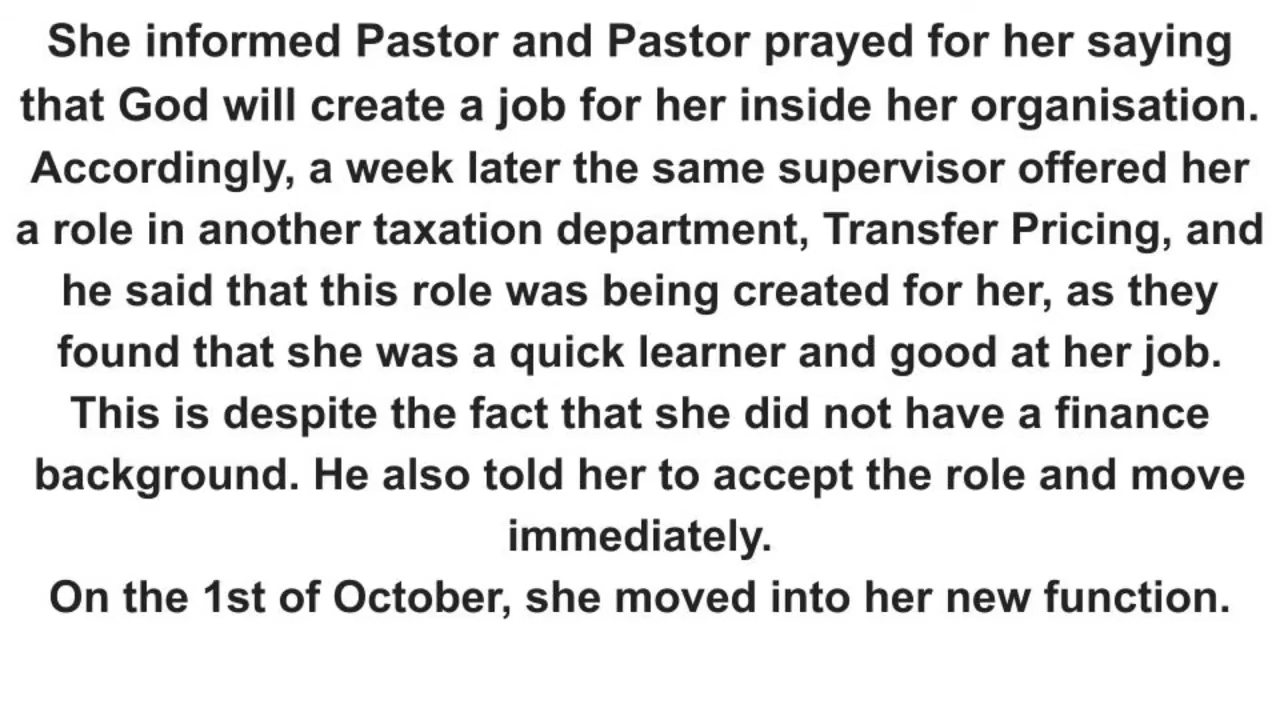 She informed Pastor and Pastor prayed for her saying
that God will create a job for her inside her organisation.
Accordingly, a week later the same supervisor offered her
a role in another taxation department, Transfer Pricing, and
he said that this role was being created for her, as they
found that she was a quick learner and good at her job.
This is despite the fact that she did not have a finance
background. He also told her to accept the role and move
immediately.
On the 1st of October, she moved into her new function.